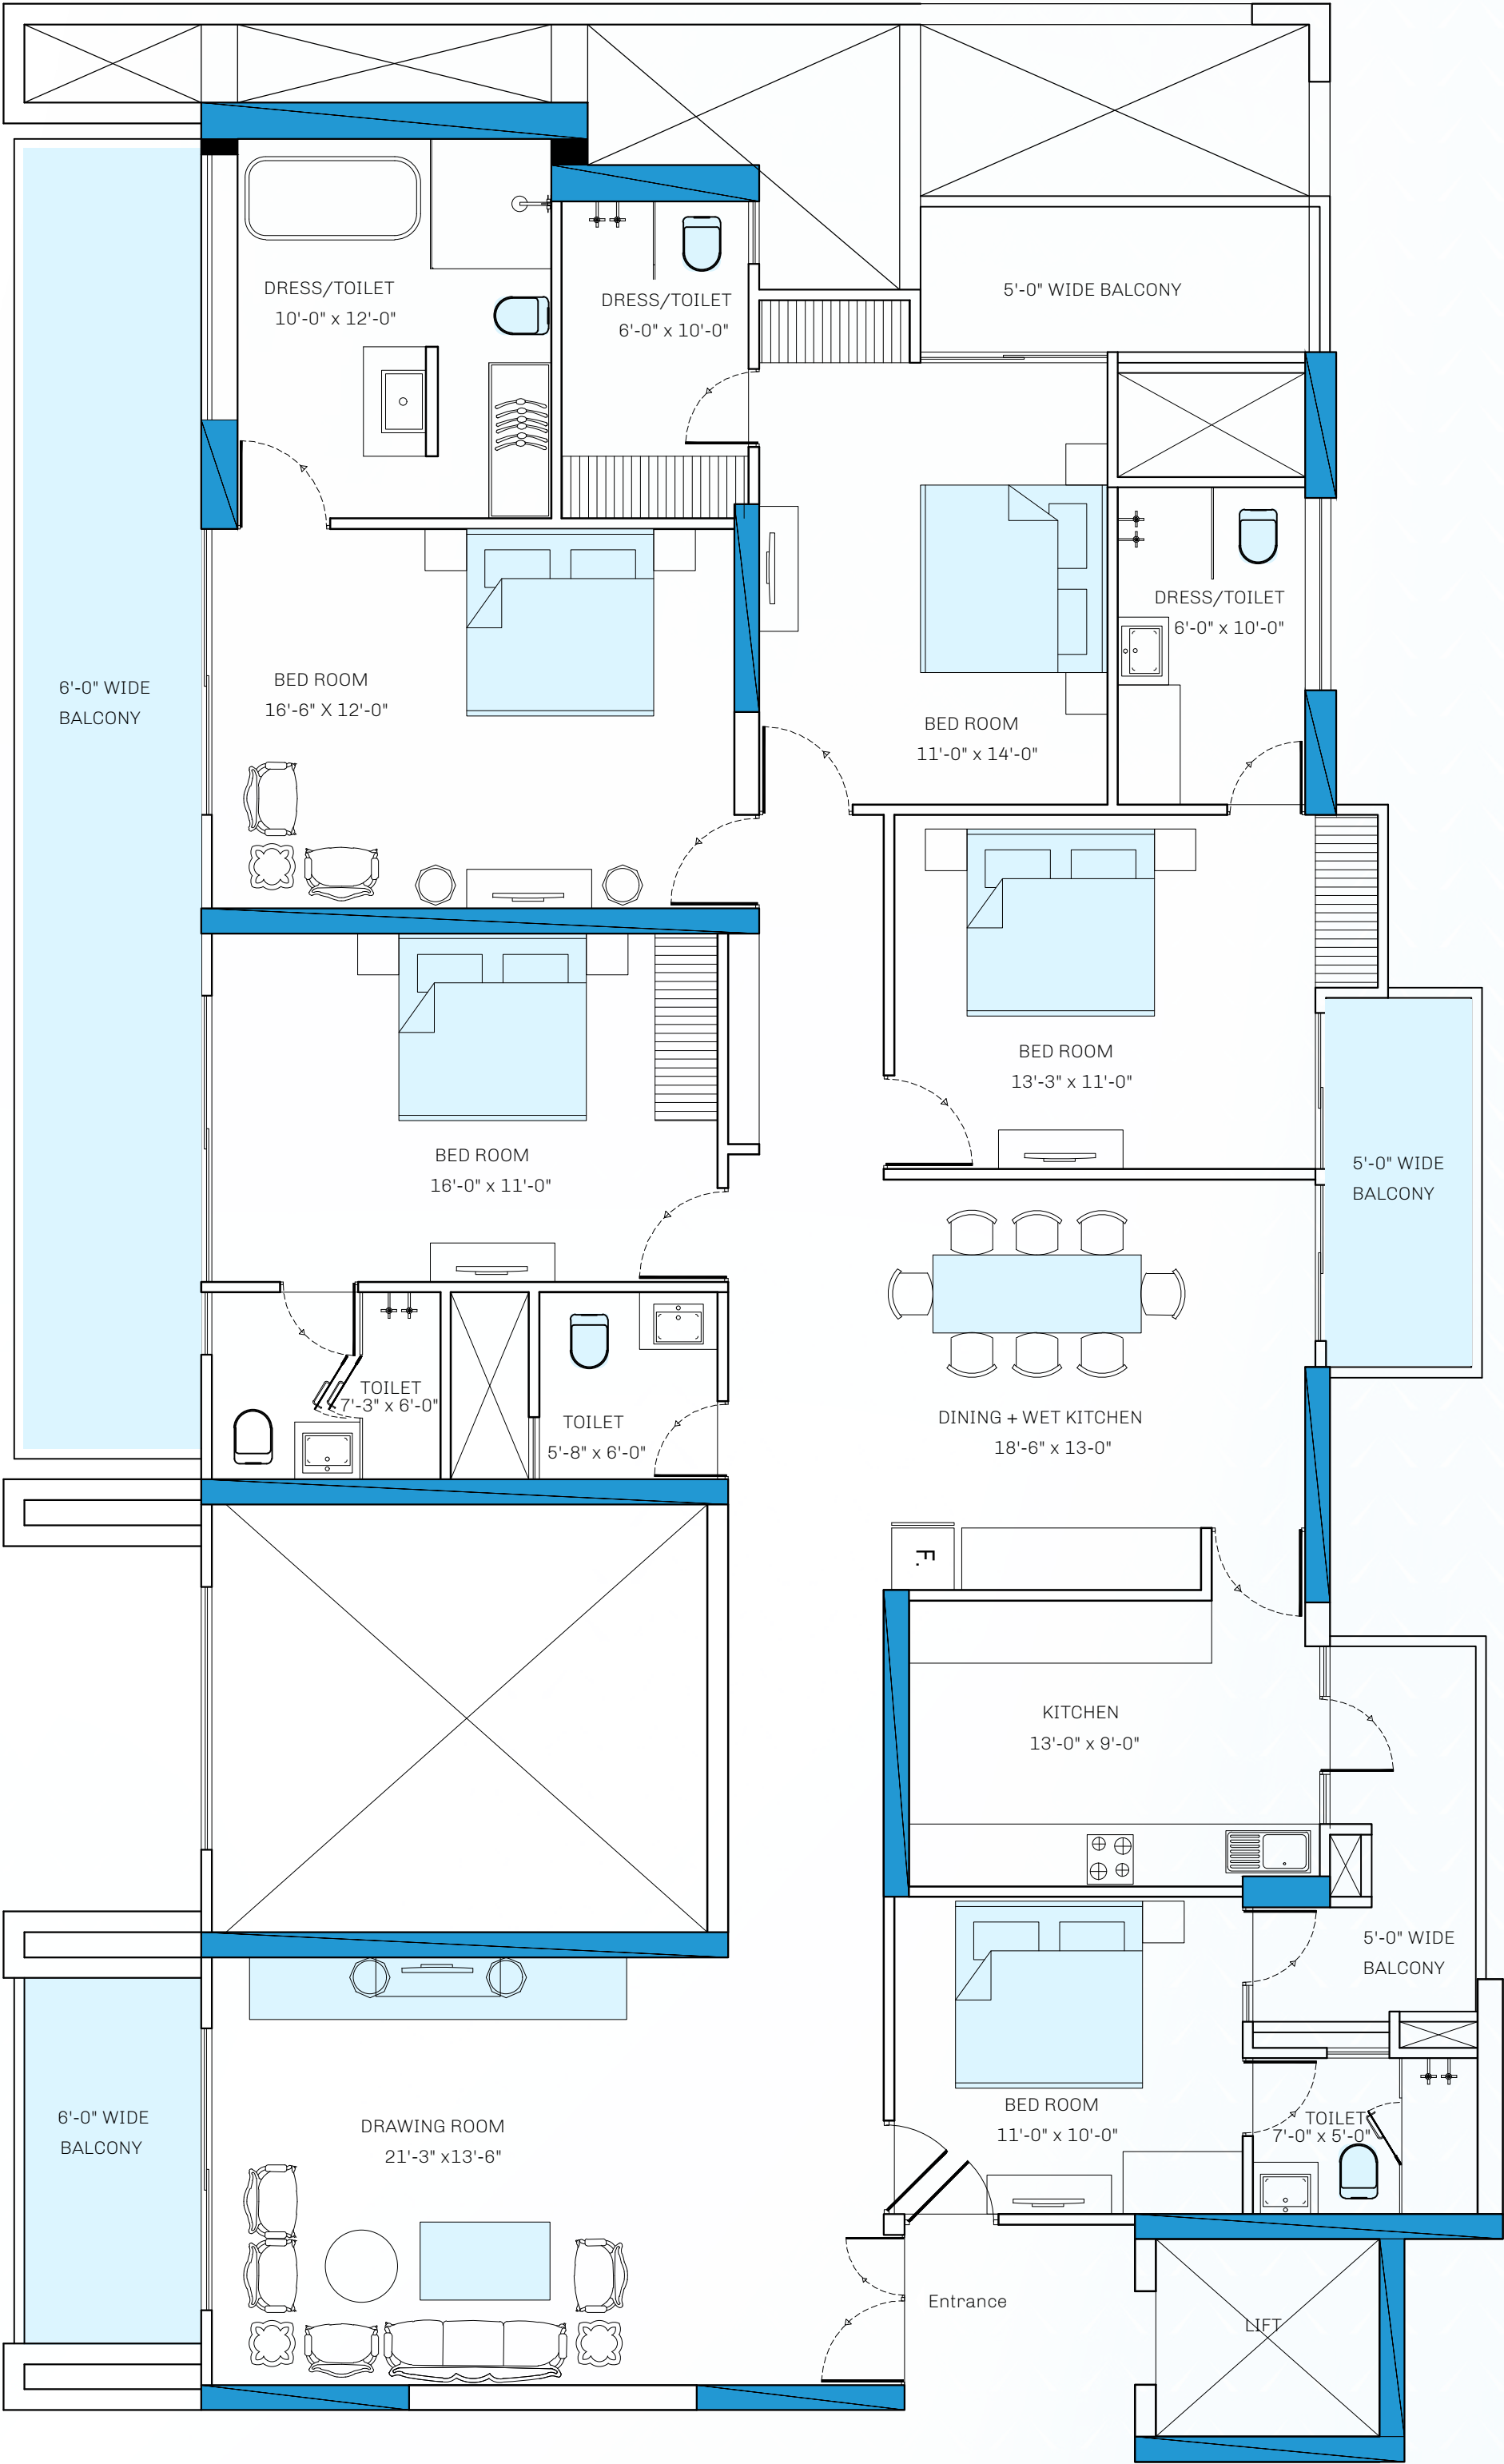 DRESS/TOILET
10'-0" x 12'-0"
DRESS/TOILET
6'-0" x 10'-0"
5'-0" WIDE BALCONY
DRESS/TOILET
6'-0" x 10'-0"
6'-0" WIDE
BALCONY
BED ROOM
16'-6" X 12'-0"
BED ROOM
11'-0" x 14'-0"
BED ROOM
13'-3" x 11'-0"
BED ROOM
16'-0" x 11'-0"
5'-0" WIDE
BALCONY
TOILET
7'-3" x 6'-0"
TOILET
5'-8" x 6'-0"
DINING + WET KITCHEN
18'-6" x 13-0"
F.
KITCHEN
13'-0" x 9'-0"
5'-0" WIDE
BALCONY
6'-0" WIDE
BALCONY
DRAWING ROOM
21'-3" x13'-6"
BED ROOM
11'-0" x 10'-0"
TOILET
7'-0" x 5'-0"
Entrance
LIFT